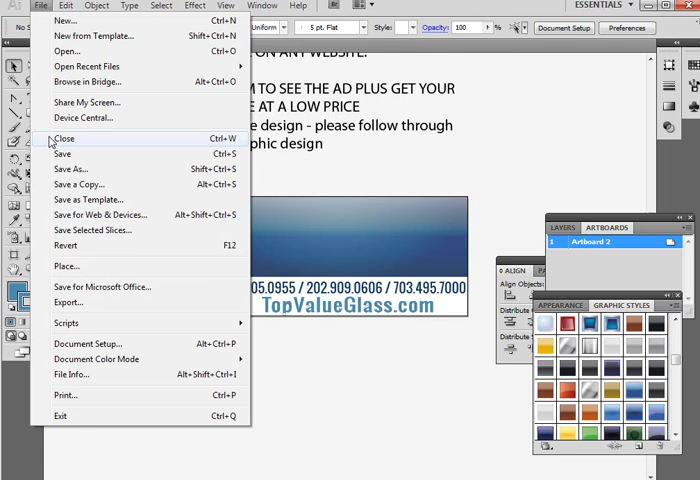 Ai File Edit Object Type Select Effect View Window Help
Br
ESSENTIALS
Uniform 5 pt. Flat Style: Opacity: 100 % Document Setup Preferences
New... Ctrl+N
New from Template... Shift+Ctrl+N
Open... Ctrl+O
Open Recent Files
Browse in Bridge... Alt+Ctrl+O
Share My Screen...
Device Central...
Close Ctrl+W
Save Ctrl+S
Save As... Shift+Ctrl+S
Save a Copy... Alt+Ctrl+S
Save as Template...
Save for Web & Devices... Alt+Shift+Ctrl+S
Save Selected Slices...
Revert F12
Place...
Save for Microsoft Office...
Export...
Scripts
Document Setup... Alt+Ctrl+P
Document Color Mode
File Info... Alt+Shift+Ctrl+I
Print... Ctrl+P
Exit Ctrl+Q
ON ANY WEBSITE.
M TO SEE THE AD PLUS GET YOUR
E AT A LOW PRICE
e design - please follow through
phic design
05.0955 / 202.909.0606 / 703.495.7000
TopValueGlass.com
LAYERS ARTBOARDS
1 Artboard 2
ALIGN
Align Objects:
Distribute
APPEARANCE GRAPHIC STYLES